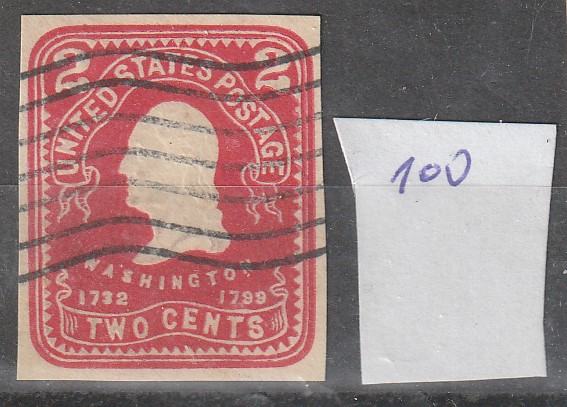 2 2
UNITED STATES POSTAGE
WASHINGTON
1732 1799
TWO CENTS
100